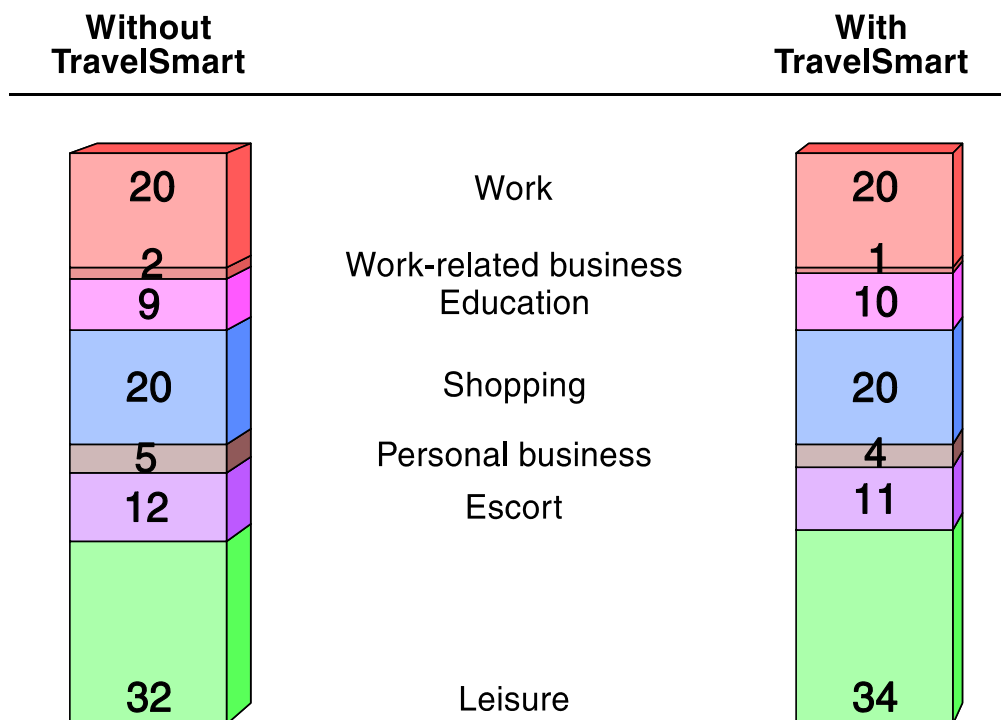 Without With
TravelSmart TravelSmart
20 Work 20
2 Work-related business 1
9 Education 10
20 Shopping 20
5 Personal business 4
12 Escort 11
32 Leisure 34